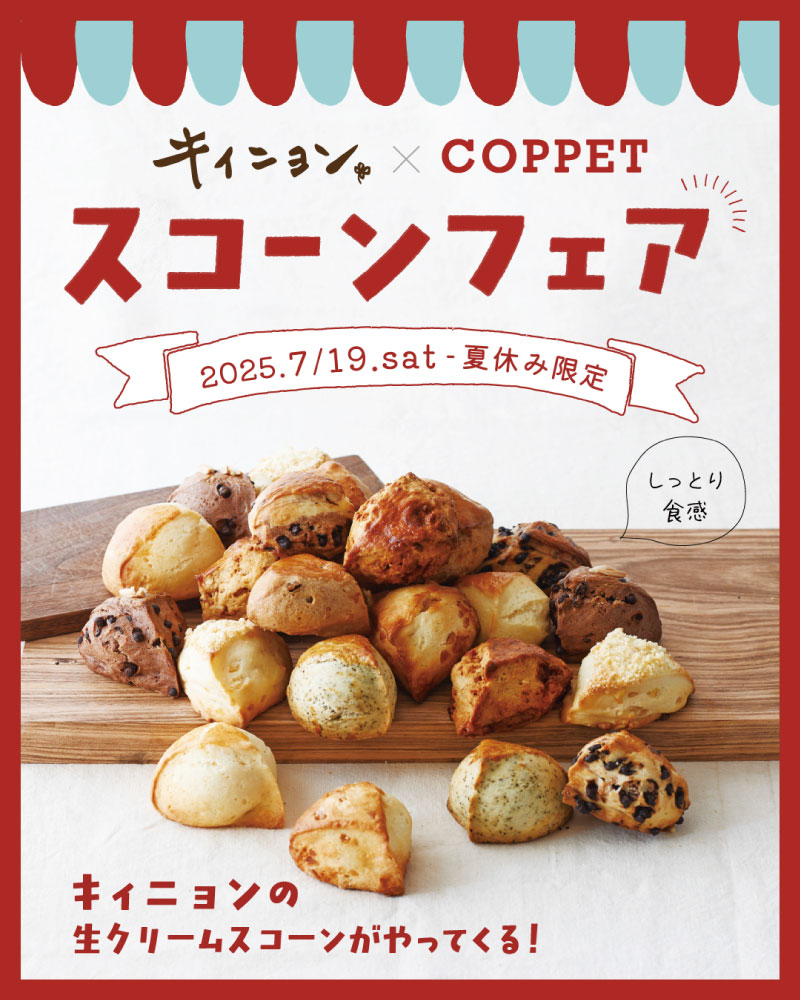 キィニョン × COPPET
スコーンフェア
2025.7/19.sat - 夏休み限定
しっとり
食感
キィニョンの
生クリームスコーンがやってくる！